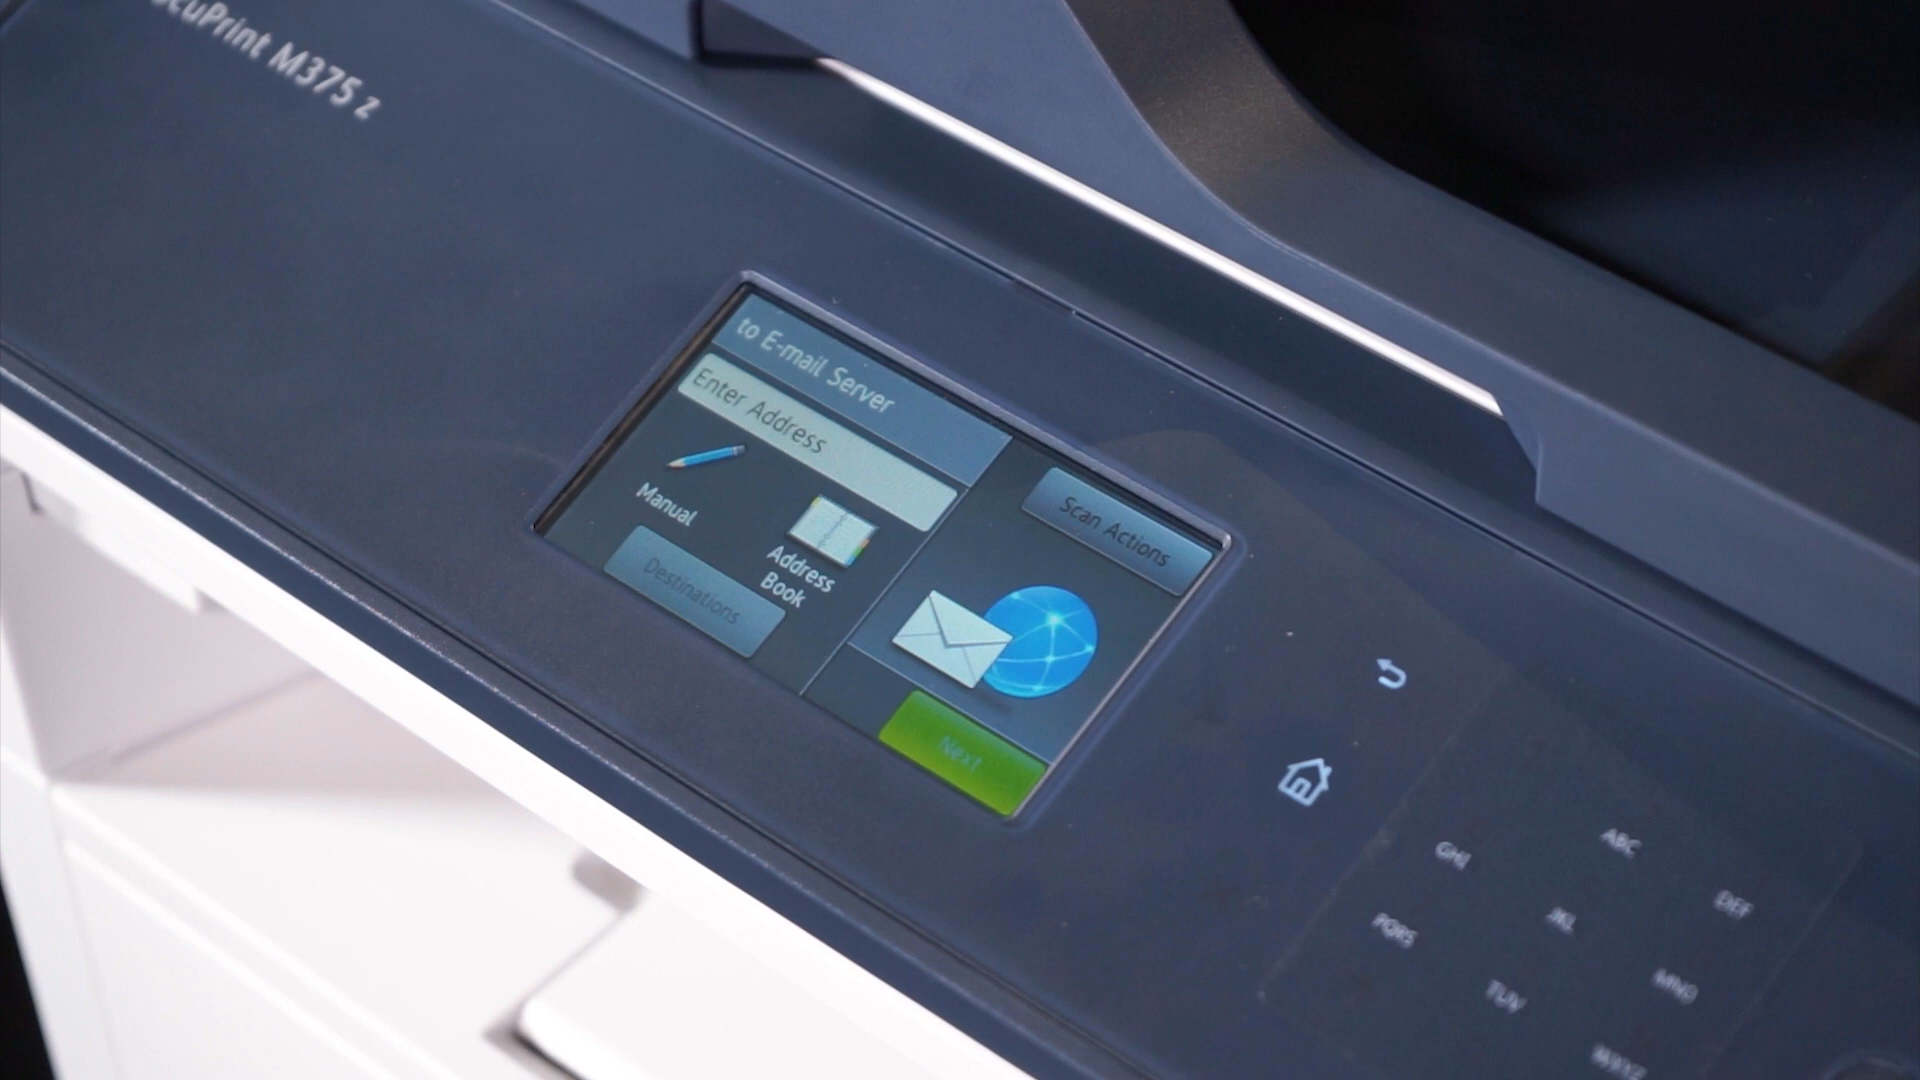 cuPrint M375 z
to E-mail Server
Enter Address
Scan Actions
Manual
Address
Book
Destinations
Next
ABC
DEF
GHI
JKL
MNO
PQRS
TUV
WXYZ